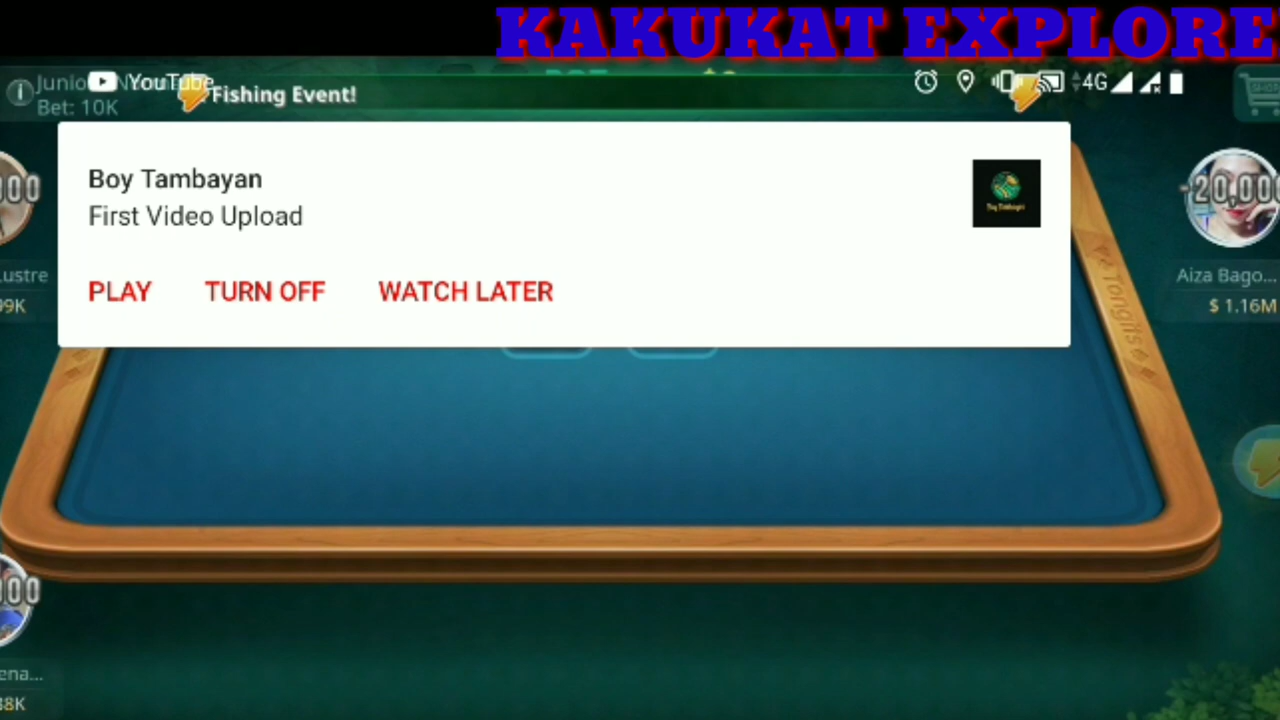 KAKUKAT EXPLORE
YouTube
Fishing Event!
Bet: 10K
4G
Boy Tambayan
First Video Upload
PLAY TURN OFF WATCH LATER
-20,000
Aiza Bago...
$ 1.16M
Tongits